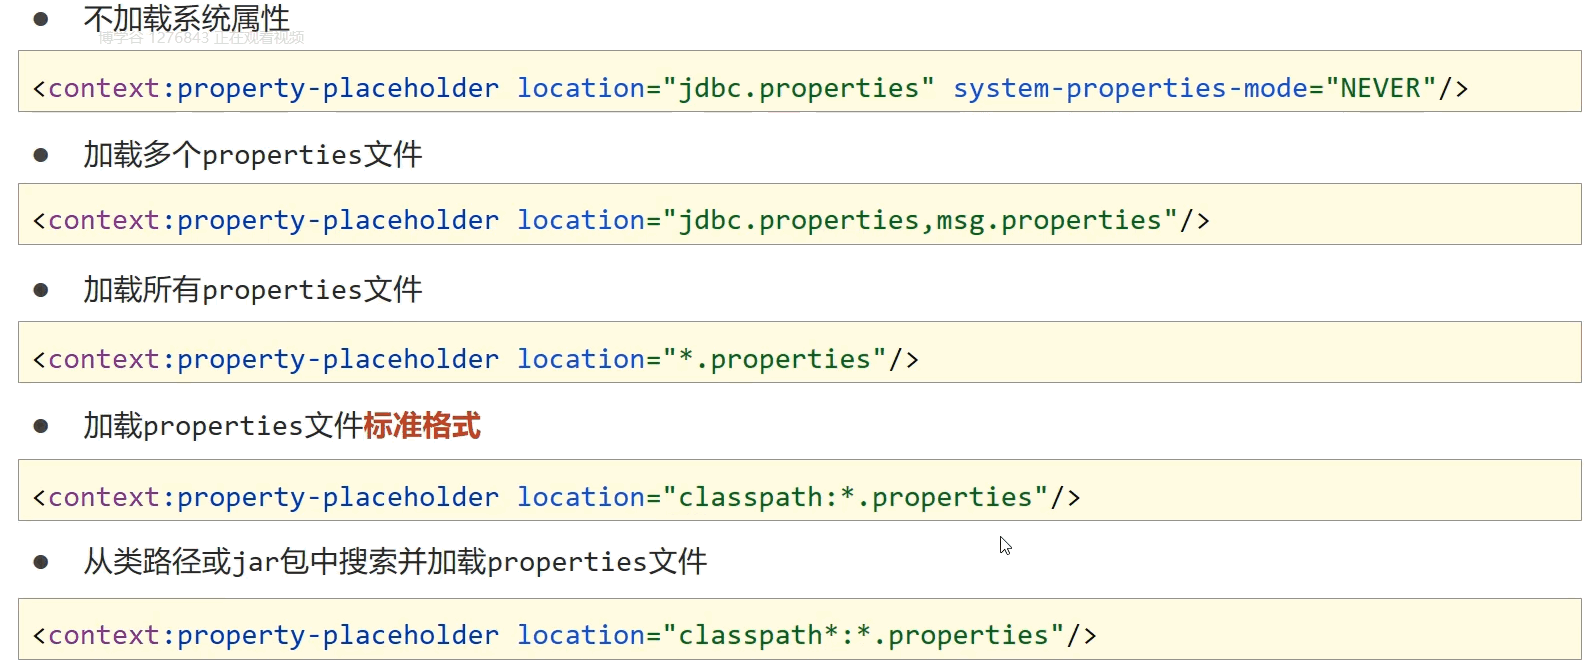 ● 不加载系统属性
博学谷 1276843 正在观看视频
<context:property-placeholder location="jdbc.properties" system-properties-mode="NEVER"/>
● 加载多个properties文件
<context:property-placeholder location="jdbc.properties,msg.properties"/>
● 加载所有properties文件
<context:property-placeholder location="*.properties"/>
● 加载properties文件标准格式
<context:property-placeholder location="classpath:*.properties"/>
● 从类路径或jar包中搜索并加载properties文件
<context:property-placeholder location="classpath*:*.properties"/>